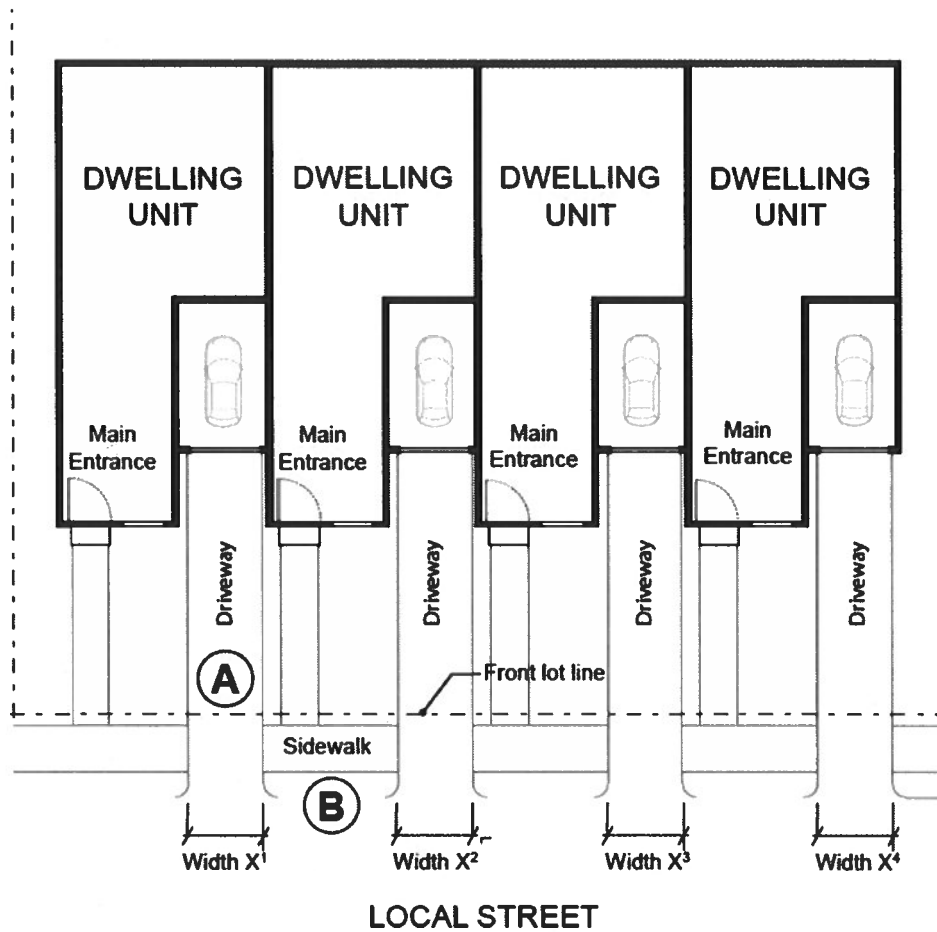 DWELLING
UNIT
DWELLING
UNIT
DWELLING
UNIT
DWELLING
UNIT
Main
Entrance
Main
Entrance
Main
Entrance
Main
Entrance
Driveway
Driveway
Driveway
Driveway
A
Front lot line
Sidewalk
B
Width X¹
Width X²
Width X³
Width X⁴
LOCAL STREET